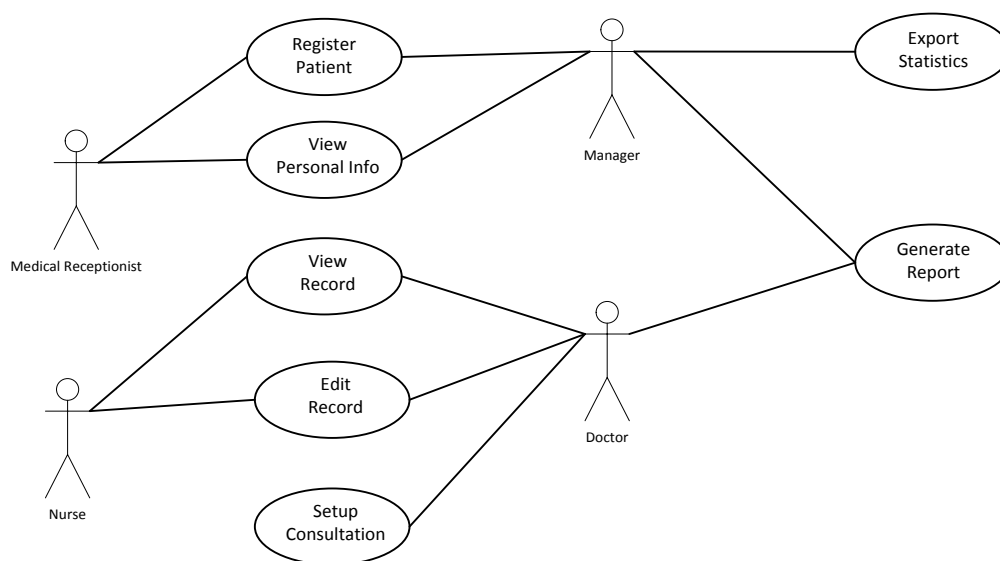 Register
Patient
Export
Statistics
View
Personal Info
Manager
Medical Receptionist
View
Record
Generate
Report
Edit
Record
Doctor
Nurse
Setup
Consultation